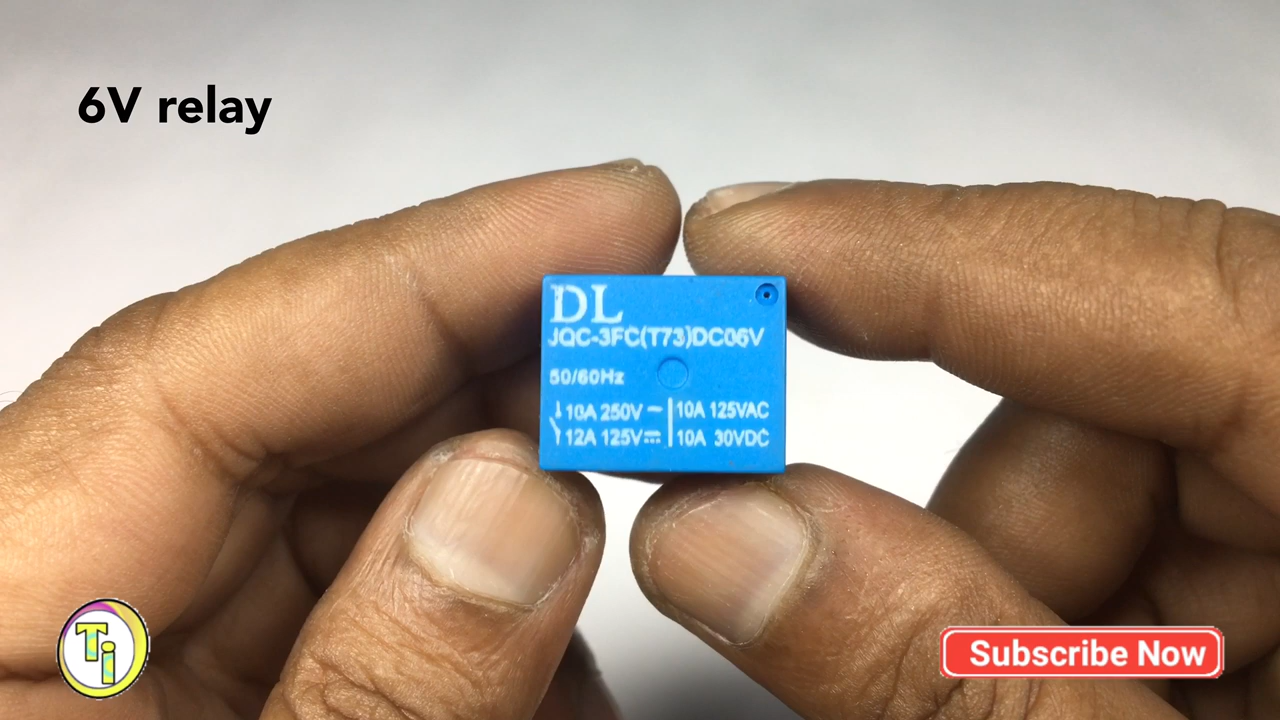 6V relay
DL
JQC-3FC(T73)DC06V
50/60Hz
10A 250V ~ 10A 125VAC
12A 125V⎓ 10A 30VDC
Ti
Subscribe Now